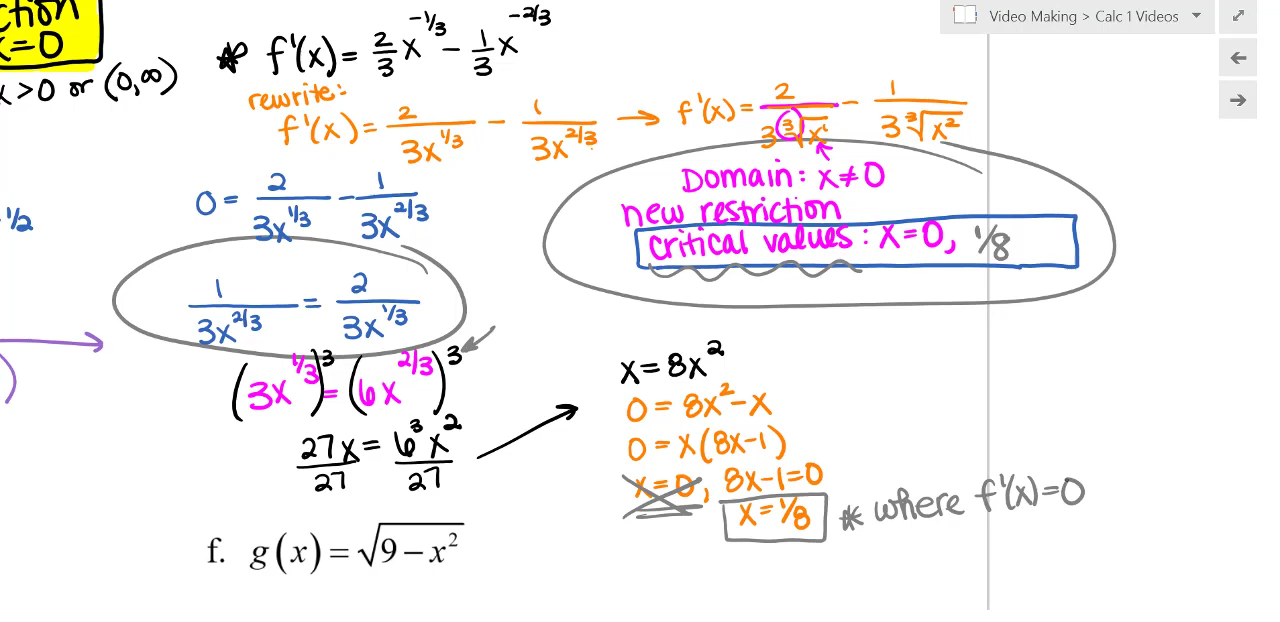 ction
x=0
x>0 or (0,∞)
* f'(x) = 2/3 x^(-1/3) - 1/3 x^(-2/3)
rewrite:
f'(x) = 2/(3x^(1/3)) - 1/(3x^(2/3)) → f'(x) = 2/(3∛x¹) - 1/(3∛x²)
Domain: x≠0
new restriction
critical values: x=0, 1/8
-1/2
0 = 2/(3x^(1/3)) - 1/(3x^(2/3))
1/(3x^(2/3)) = 2/(3x^(1/3))
(3x^(1/3))³ = (6x^(2/3))³
27x/27 = 6³x²/27
x = 8x²
0 = 8x² - x
0 = x(8x-1)
x=0, 8x-1=0
x=1/8 * where f'(x)=0
f. g(x) = √(9-x²)
Video Making > Calc 1 Videos